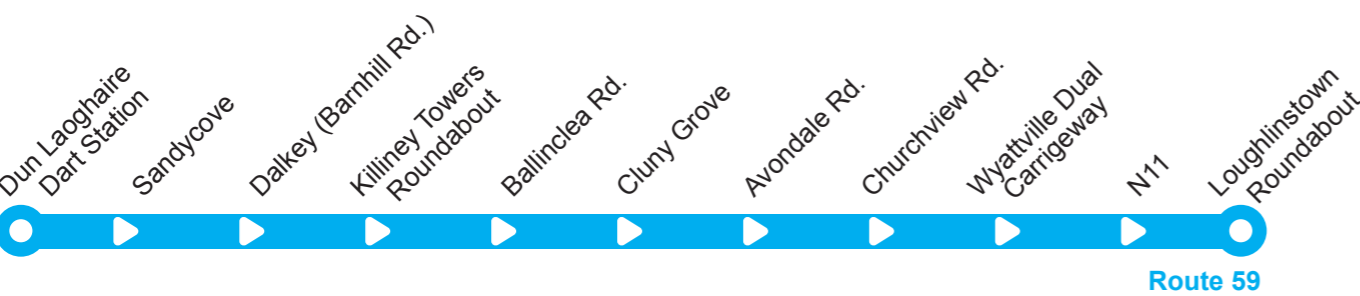 Dun Laoghaire
Dart Station
Sandycove
Dalkey (Barnhill Rd.)
Killiney Towers
Roundabout
Ballinclea Rd.
Cluny Grove
Avondale Rd.
Churchview Rd.
Wyattville Dual
Carrigeway
N11
Loughlinstown
Roundabout
Route 59